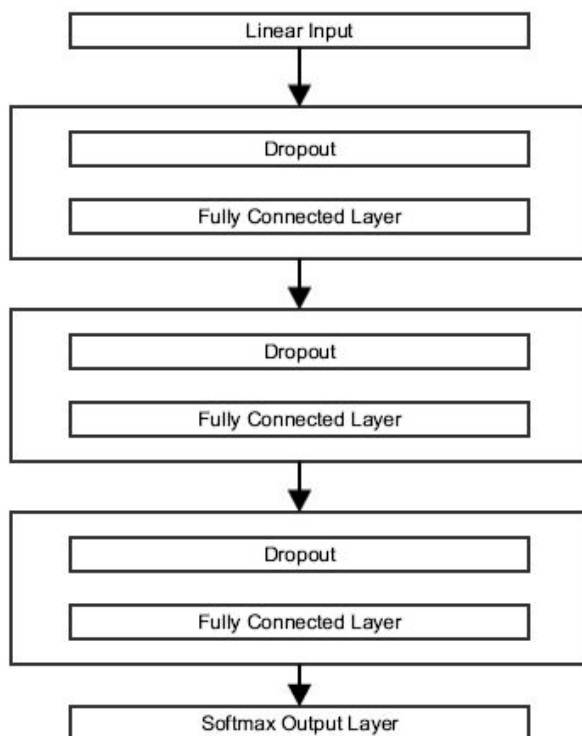 Linear Input
Dropout
Fully Connected Layer
Dropout
Fully Connected Layer
Dropout
Fully Connected Layer
Softmax Output Layer